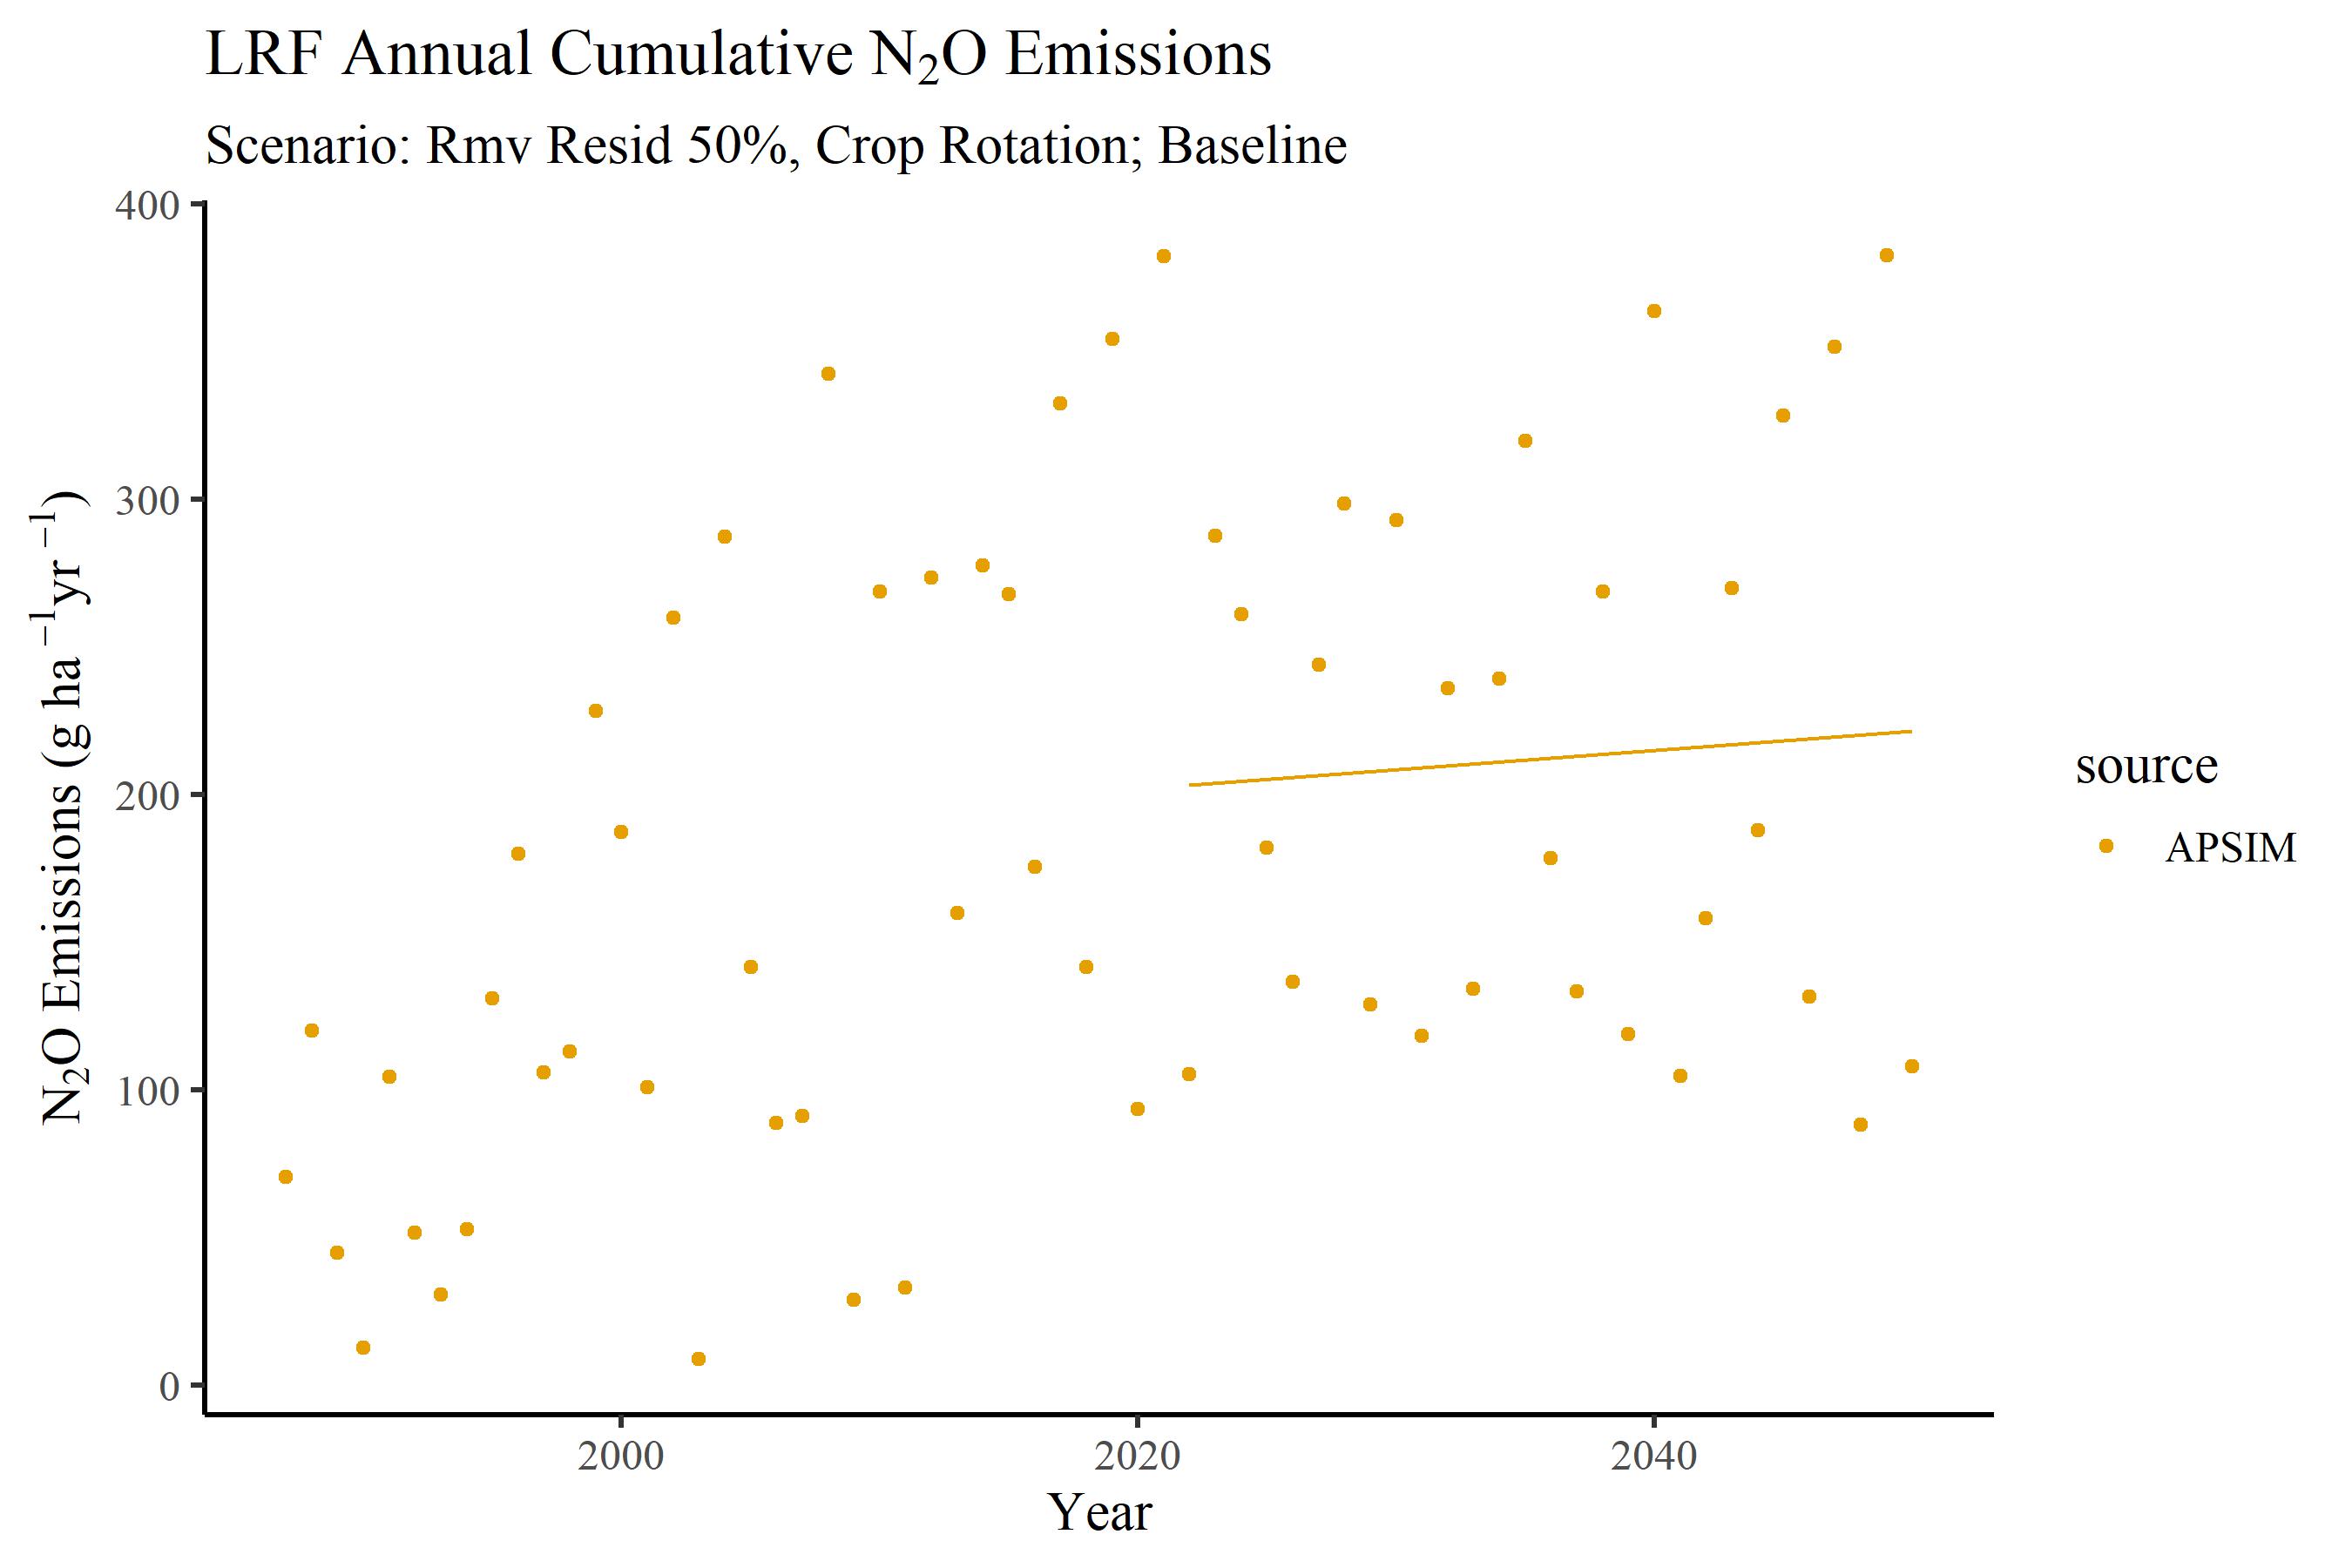 LRF Annual Cumulative N₂O Emissions
Scenario: Rmv Resid 50%, Crop Rotation; Baseline
N₂O Emissions (g ha ⁻¹yr ⁻¹)
400
300
200
100
0
2000 2020 2040
Year
source
APSIM